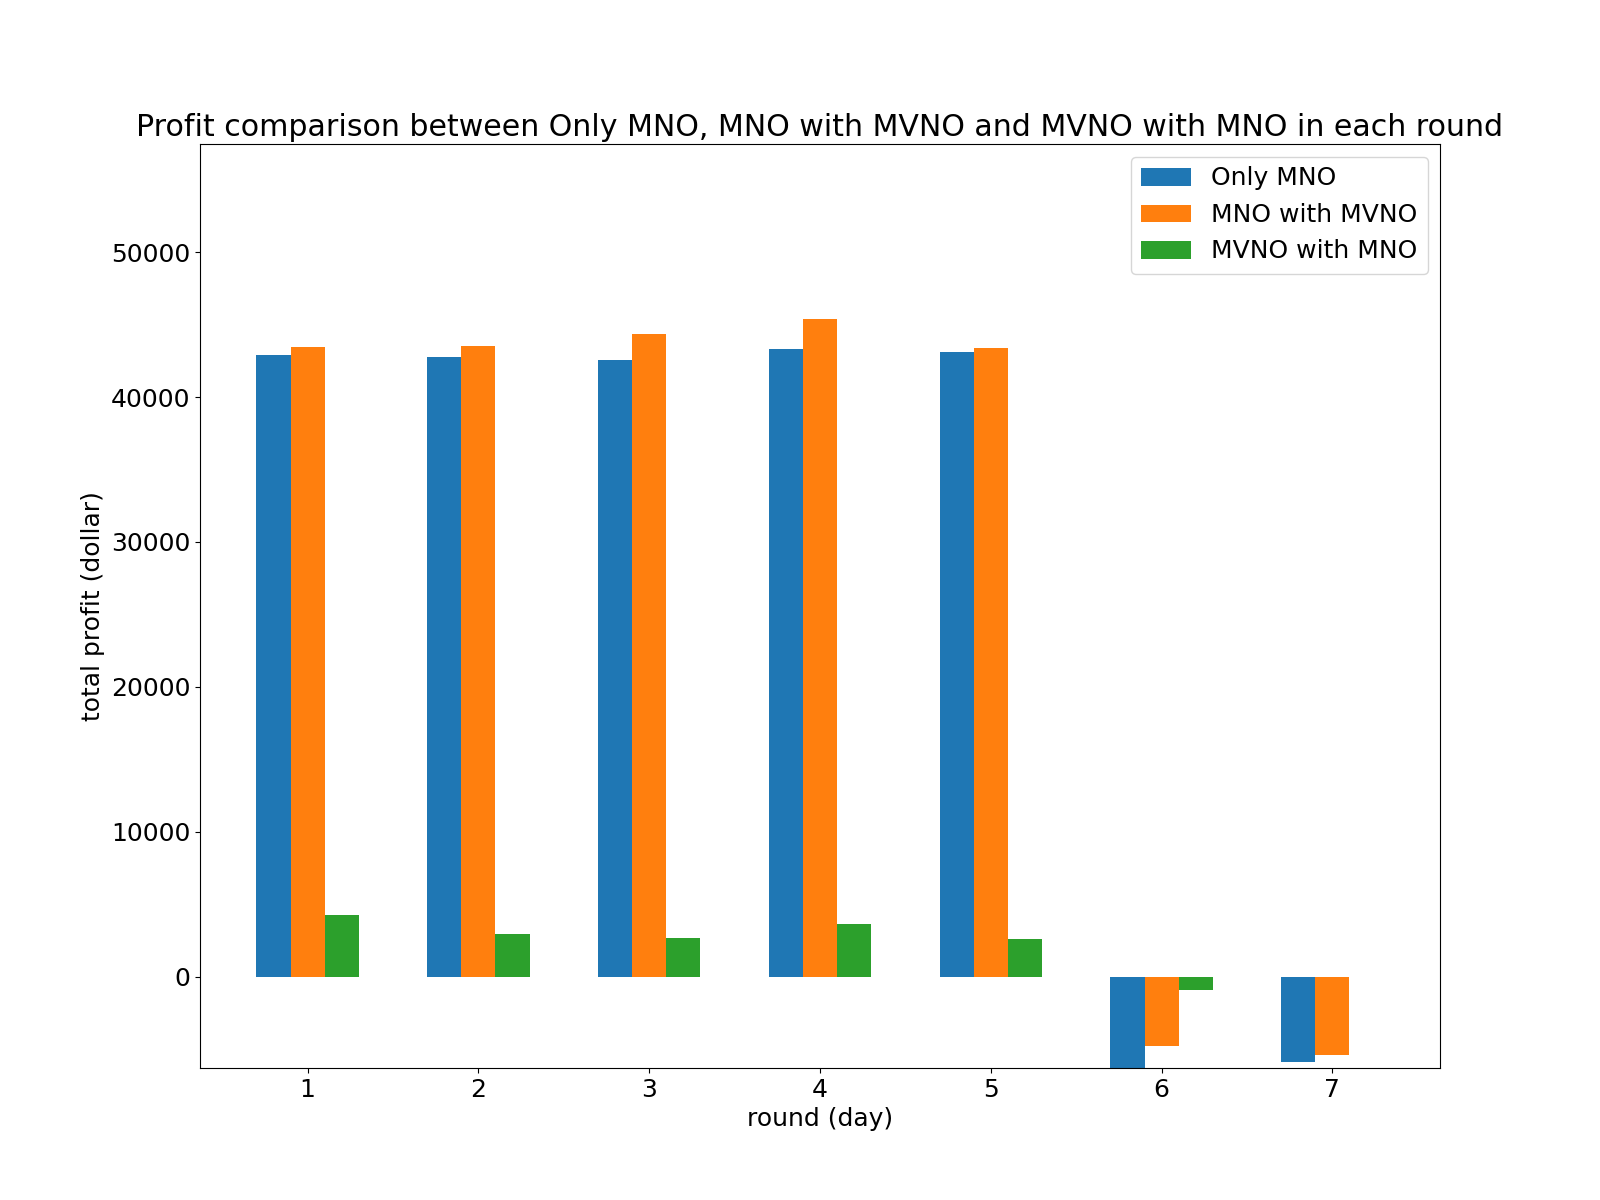 Profit comparison between Only MNO, MNO with MVNO and MVNO with MNO in each round
Only MNO
MNO with MVNO
MVNO with MNO
50000
40000
30000
20000
10000
0
total profit (dollar)
1 2 3 4 5 6 7
round (day)